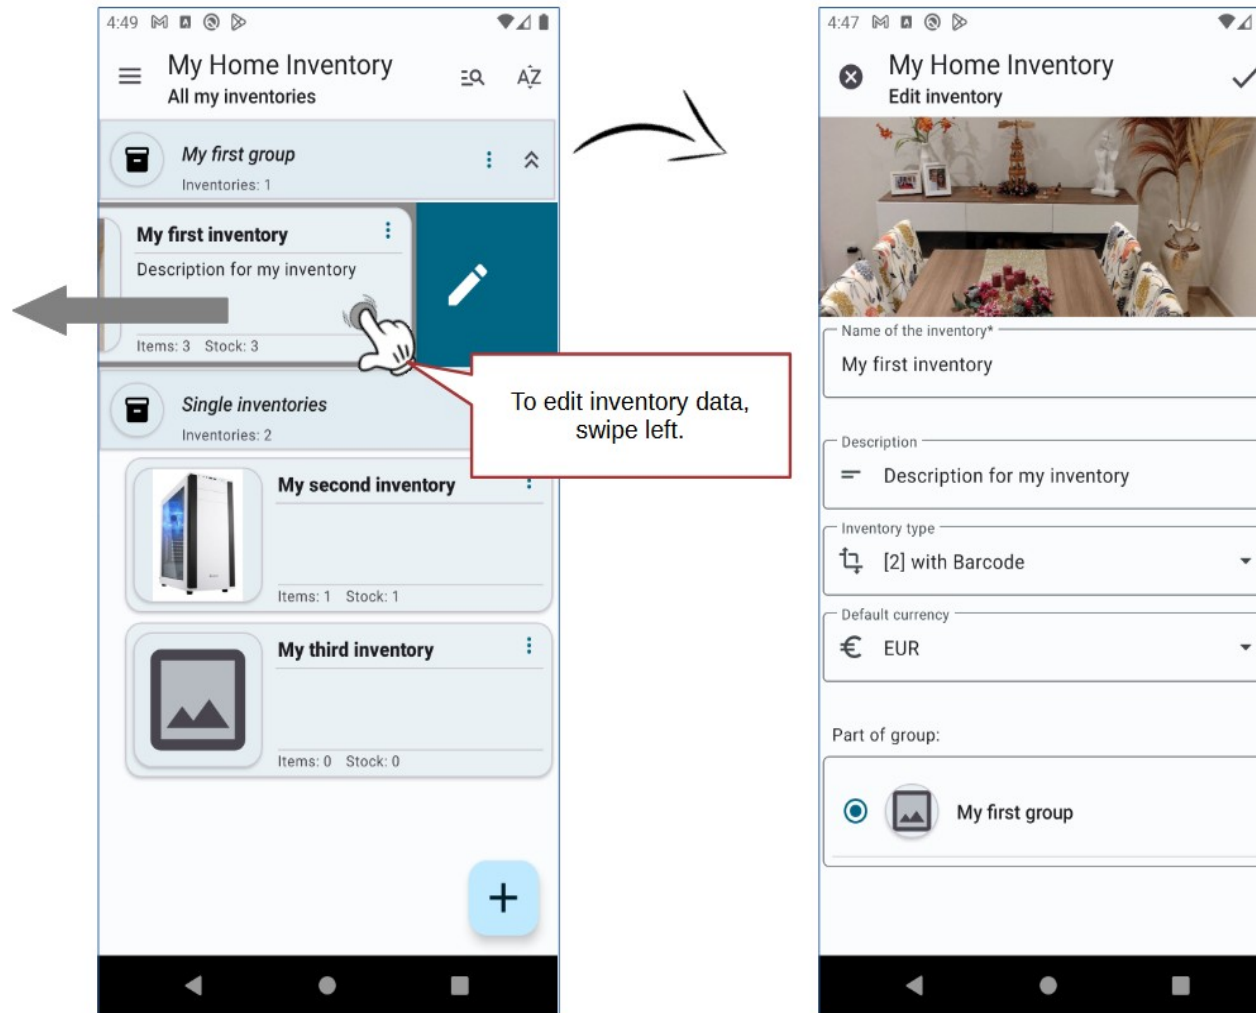 4:49
My Home Inventory
All my inventories
AZ
My first group
Inventories: 1
My first inventory
Description for my inventory
Items: 3 Stock: 3
To edit inventory data,
swipe left.
Single inventories
Inventories: 2
My second inventory
Items: 1 Stock: 1
My third inventory
Items: 0 Stock: 0
4:47
My Home Inventory
Edit inventory
Name of the inventory*
My first inventory
Description
Description for my inventory
Inventory type
[2] with Barcode
Default currency
€ EUR
Part of group:
My first group